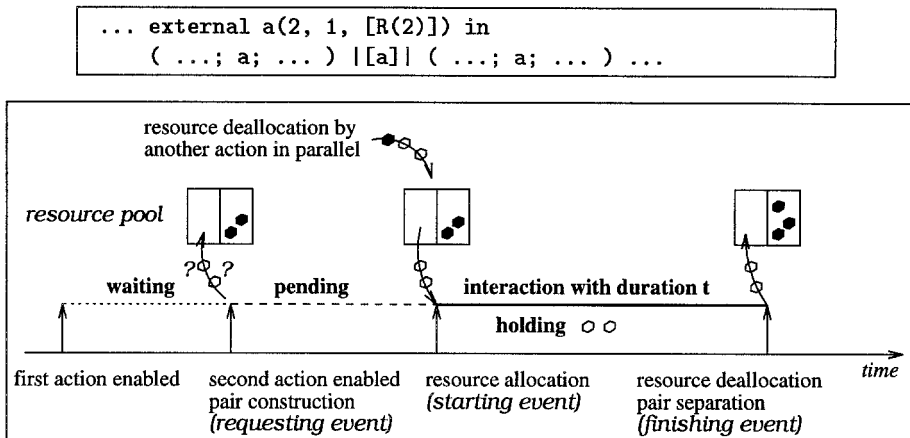 ... external a(2, 1, [R(2)]) in
( ...; a; ... ) |[a]| ( ...; a; ... ) ...
resource deallocation by
another action in parallel
resource pool
? ?
waiting
pending
interaction with duration t
holding
time
first action enabled
second action enabled
pair construction
(requesting event)
resource allocation
(starting event)
resource deallocation
pair separation
(finishing event)